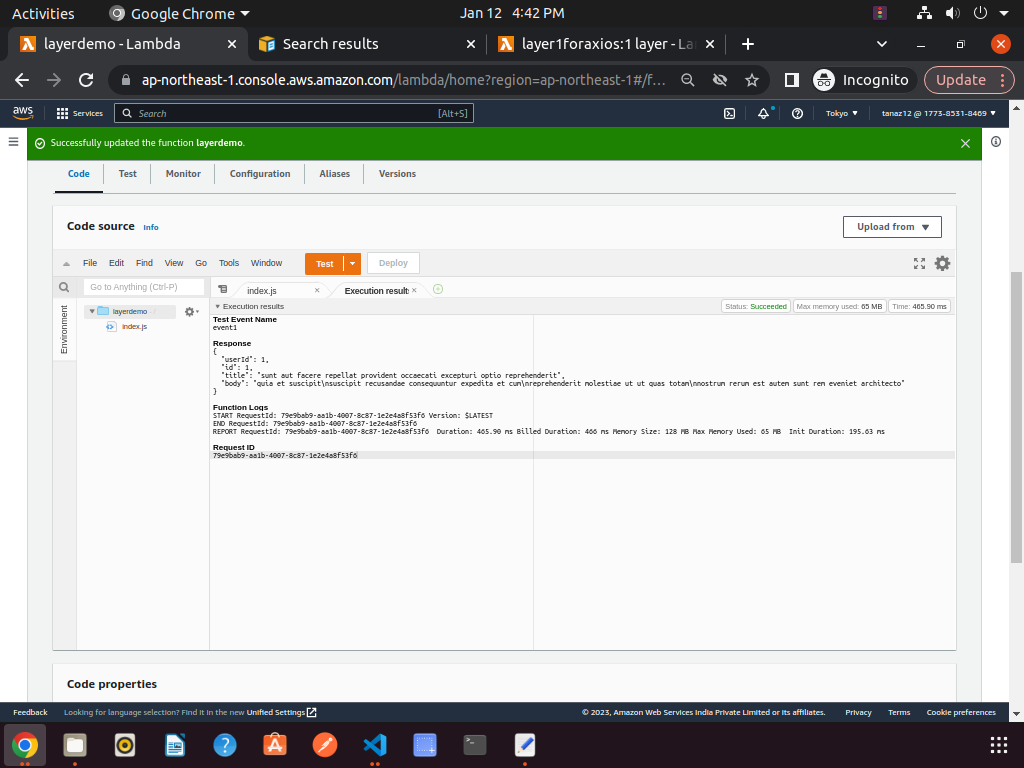 Activities Google Chrome Jan 12 4:42 PM
layerdemo - Lambda Search results layer1foraxios:1 layer - La
ap-northeast-1.console.aws.amazon.com/lambda/home?region=ap-northeast-1#/f... Incognito Update
aws Services Search [Alt+S] Tokyo tanaz12 @ 1773-8531-8469
Successfully updated the function layerdemo.
Code Test Monitor Configuration Aliases Versions
Code source Info Upload from
File Edit Find View Go Tools Window Test Deploy
Go to Anything (Ctrl-P) index.js Execution result
Environment
layerdemo
index.js
Execution results Status: Succeeded Max memory used: 65 MB Time: 465.90 ms
Test Event Name
event1
Response
{
"userId": 1,
"id": 1,
"title": "sunt aut facere repellat provident occaecati excepturi optio reprehenderit",
"body": "quia et suscipit\nsuscipit recusandae consequuntur expedita et cum\nreprehenderit molestiae ut ut quas totam\nnostrum rerum est autem sunt rem eveniet architecto"
}
Function Logs
START RequestId: 79e9bab9-aa1b-4007-8c87-1e2e4a8f53f6 Version: $LATEST
END RequestId: 79e9bab9-aa1b-4007-8c87-1e2e4a8f53f6
REPORT RequestId: 79e9bab9-aa1b-4007-8c87-1e2e4a8f53f6 Duration: 465.90 ms Billed Duration: 466 ms Memory Size: 128 MB Max Memory Used: 65 MB Init Duration: 195.63 ms
Request ID
79e9bab9-aa1b-4007-8c87-1e2e4a8f53f6
Code properties
Feedback Looking for language selection? Find it in the new Unified Settings © 2023, Amazon Web Services India Private Limited or its affiliates. Privacy Terms Cookie preferences